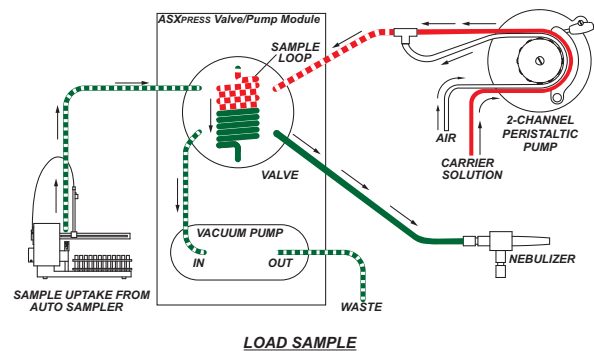 ASXPRESS Valve/Pump Module
SAMPLE
LOOP
VALVE
2-CHANNEL
PERISTALTIC
PUMP
AIR
CARRIER
SOLUTION
VACUUM PUMP
IN
OUT
NEBULIZER
SAMPLE UPTAKE FROM
AUTO SAMPLER
WASTE
LOAD SAMPLE